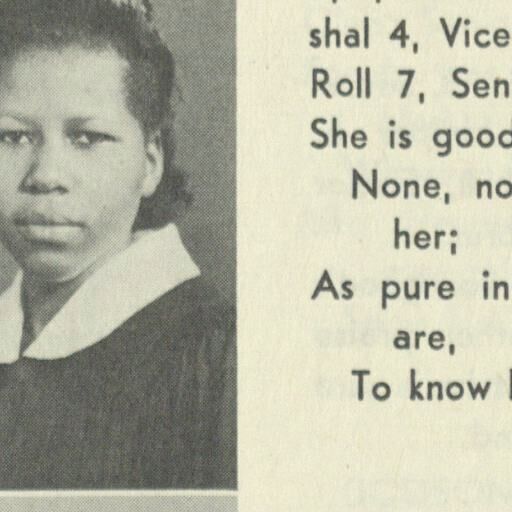 shal 4, Vice
Roll 7, Sen
She is good
None, no
her;
As pure in
are,
To know